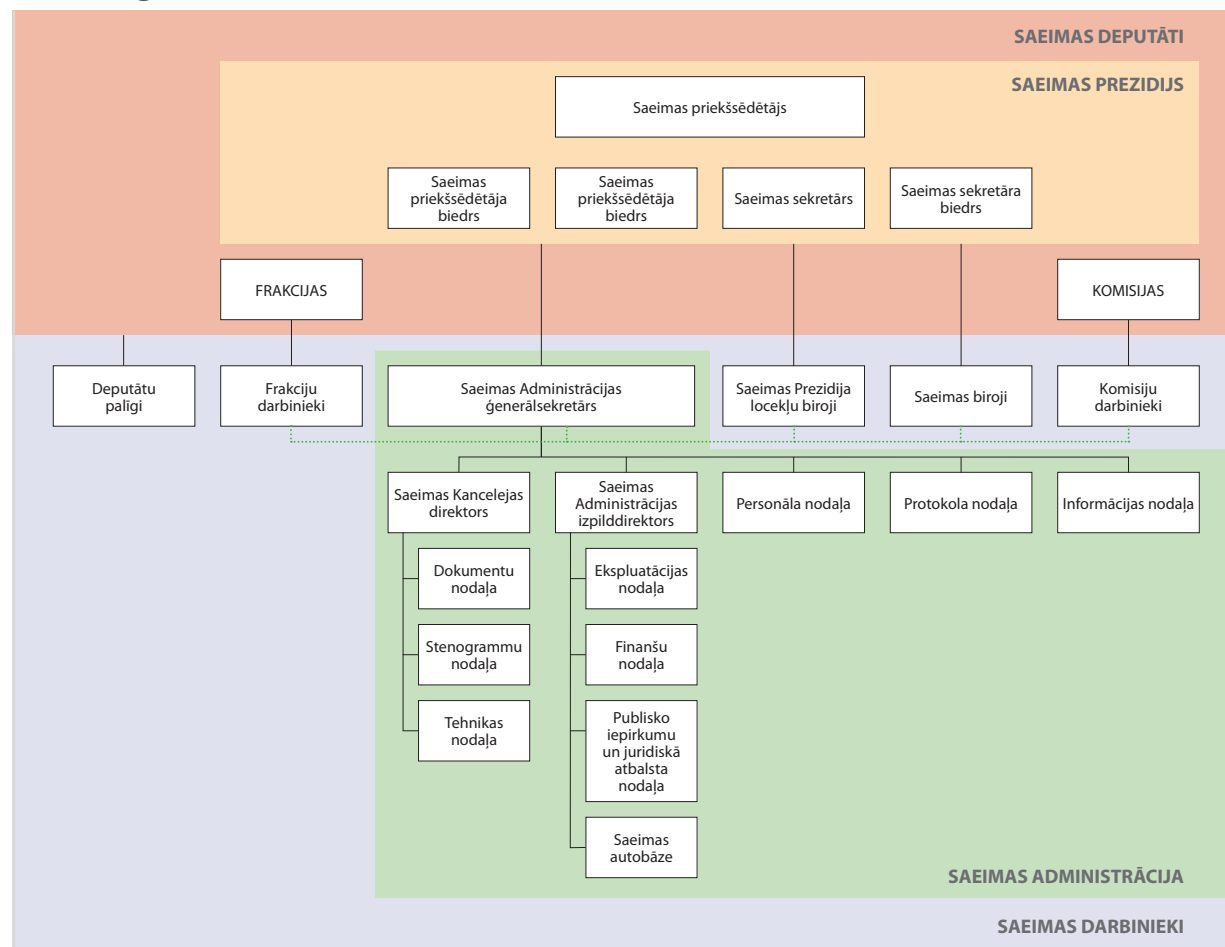 SAEIMAS DEPUTĀTI
SAEIMAS PREZIDIJS
Saeimas priekšsēdētājs
Saeimas
priekšsēdētāja
biedrs
Saeimas
priekšsēdētāja
biedrs
Saeimas sekretārs
Saeimas sekretāra
biedrs
FRAKCIJAS
KOMISIJAS
Deputātu
palīgi
Frakciju
darbinieki
Saeimas Administrācijas
ģenerālsekretārs
Saeimas Prezidija
locekļu biroji
Saeimas biroji
Komisiju
darbinieki
Saeimas Kancelejas
direktors
Saeimas
Administrācijas
izpilddirektors
Personāla nodaļa
Protokola nodaļa
Informācijas nodaļa
Dokumentu
nodaļa
Stenogrammu
nodaļa
Tehnikas
nodaļa
Ekspluatācijas
nodaļa
Finanšu
nodaļa
Publisko
iepirkumu
un juridiskā
atbalsta
nodaļa
Saeimas
autobāze
SAEIMAS ADMINISTRĀCIJA
SAEIMAS DARBINIEKI